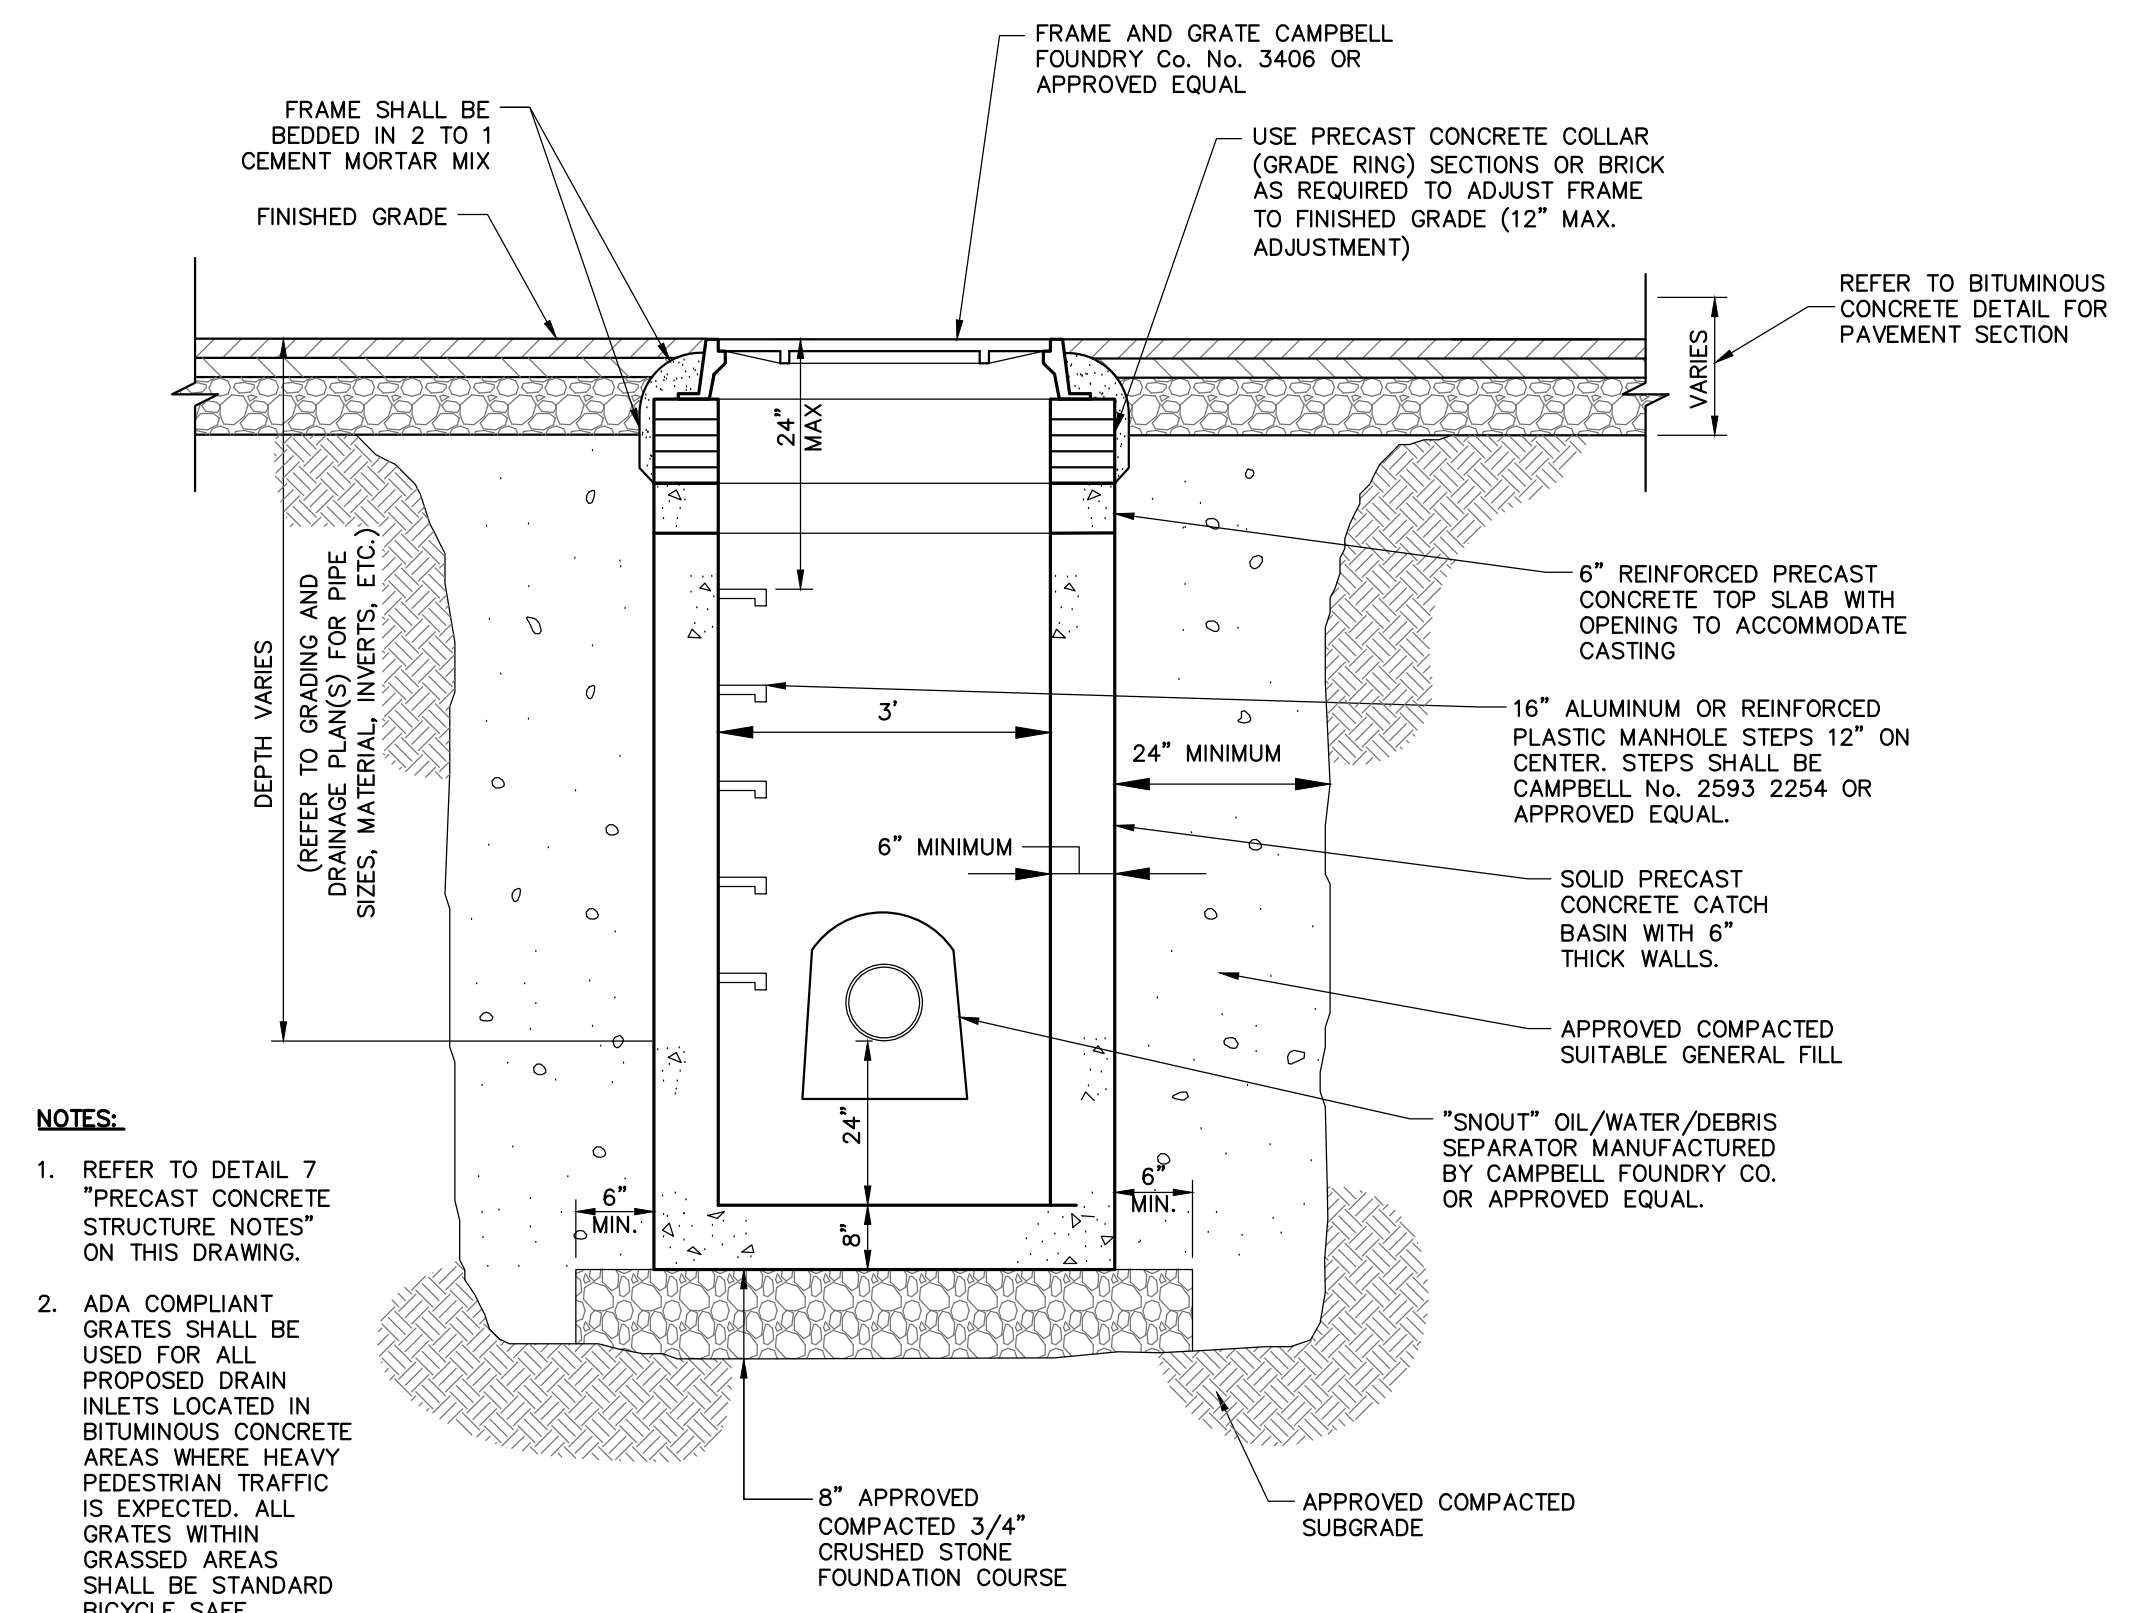 FRAME AND GRATE CAMPBELL
FOUNDRY Co. No. 3406 OR
APPROVED EQUAL
FRAME SHALL BE
BEDDED IN 2 TO 1
CEMENT MORTAR MIX
FINISHED GRADE
USE PRECAST CONCRETE COLLAR
(GRADE RING) SECTIONS OR BRICK
AS REQUIRED TO ADJUST FRAME
TO FINISHED GRADE (12" MAX.
ADJUSTMENT)
REFER TO BITUMINOUS
CONCRETE DETAIL FOR
PAVEMENT SECTION
VARIES
24"
MAX
6" REINFORCED PRECAST
CONCRETE TOP SLAB WITH
OPENING TO ACCOMMODATE
CASTING
DEPTH VARIES
(REFER TO GRADING AND
DRAINAGE PLAN(S) FOR PIPE
SIZES, MATERIAL, INVERTS, ETC.)
3'
16" ALUMINUM OR REINFORCED
PLASTIC MANHOLE STEPS 12" ON
CENTER. STEPS SHALL BE
CAMPBELL No. 2593 2254 OR
APPROVED EQUAL.
24" MINIMUM
6" MINIMUM
SOLID PRECAST
CONCRETE CATCH
BASIN WITH 6"
THICK WALLS.
APPROVED COMPACTED
SUITABLE GENERAL FILL
"SNOUT" OIL/WATER/DEBRIS
SEPARATOR MANUFACTURED
BY CAMPBELL FOUNDRY CO.
OR APPROVED EQUAL.
24"
6"
MIN.
6"
MIN.
8"
8" APPROVED
COMPACTED 3/4"
CRUSHED STONE
FOUNDATION COURSE
APPROVED COMPACTED
SUBGRADE
NOTES:
1. REFER TO DETAIL 7
"PRECAST CONCRETE
STRUCTURE NOTES"
ON THIS DRAWING.
2. ADA COMPLIANT
GRATES SHALL BE
USED FOR ALL
PROPOSED DRAIN
INLETS LOCATED IN
BITUMINOUS CONCRETE
AREAS WHERE HEAVY
PEDESTRIAN TRAFFIC
IS EXPECTED. ALL
GRATES WITHIN
GRASSED AREAS
SHALL BE STANDARD
BICYCLE SAFE